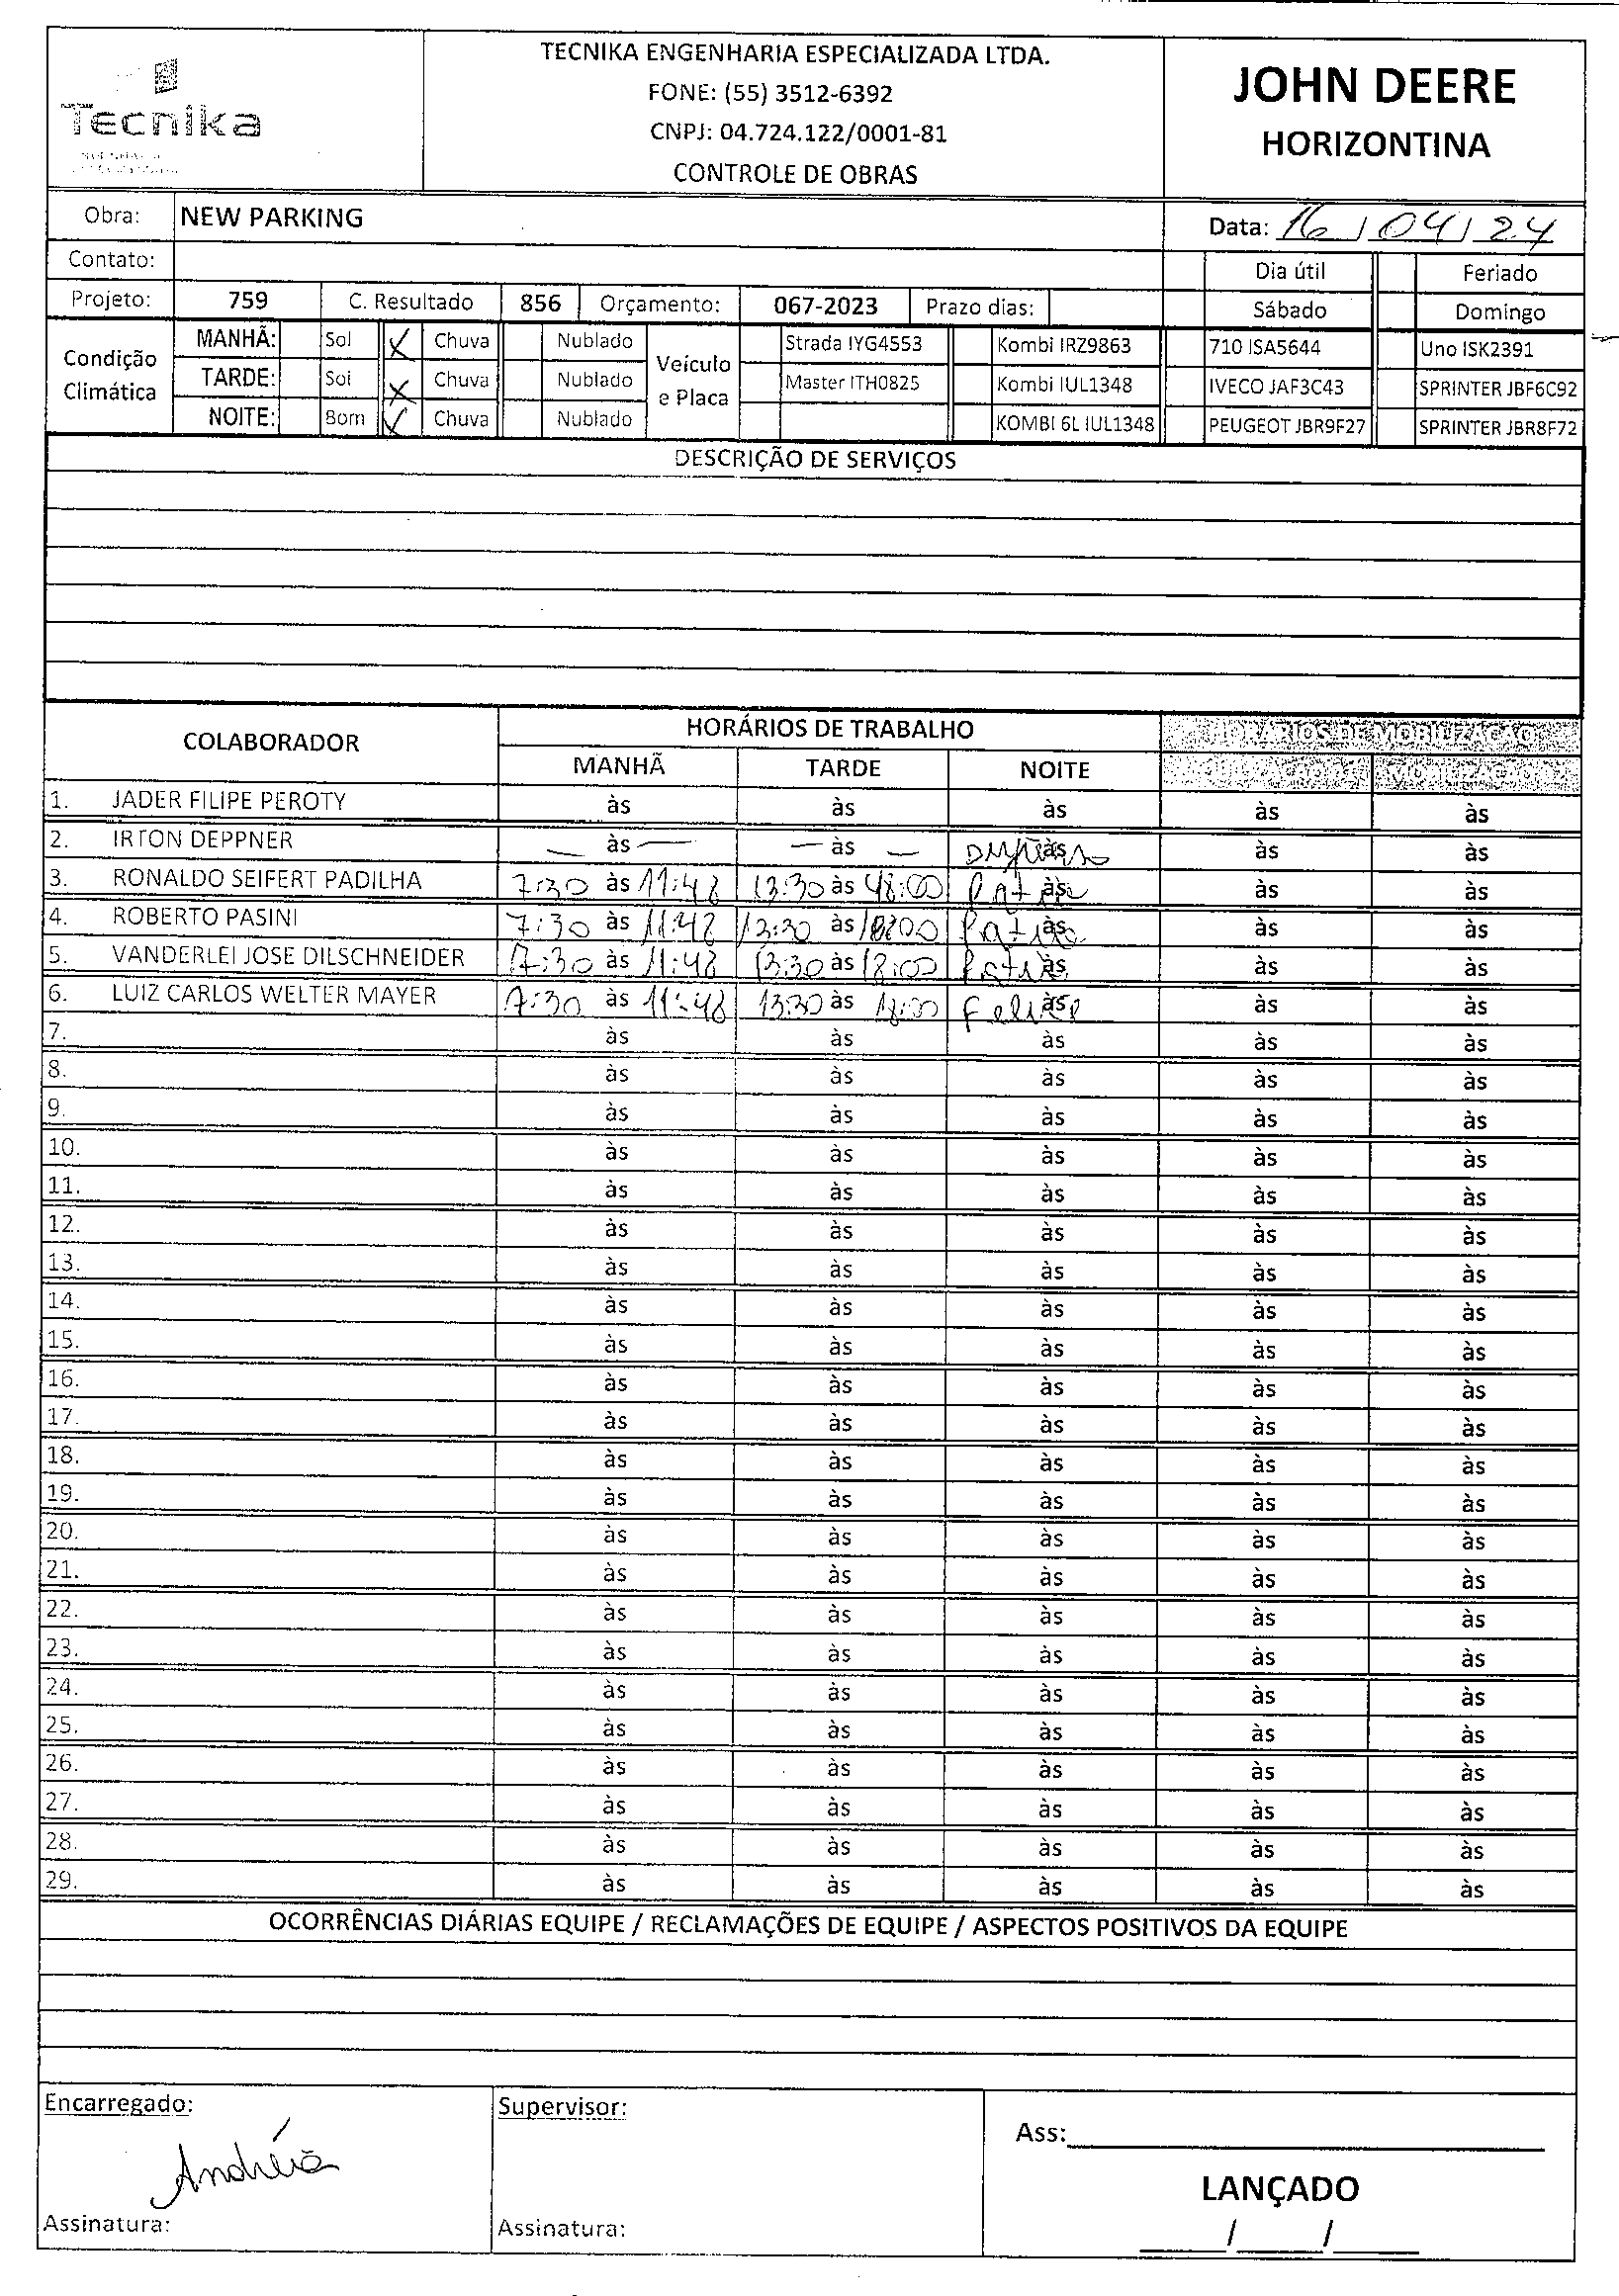 Tecnika
TECNIKA ENGENHARIA ESPECIALIZADA LTDA.
FONE: (55) 3512-6392
CNPJ: 04.724.122/0001-81
CONTROLE DE OBRAS
JOHN DEERE
HORIZONTINA
Obra: NEW PARKING Data: 16/04/24
Contato: Dia útil Feriado
Projeto: 759 C. Resultado 856 Orçamento: 067-2023 Prazo dias: Sábado Domingo
Condição Climática
MANHÃ: Sol X Chuva Nublado
TARDE: Sol X Chuva Nublado
NOITE: Bom Chuva Nublado
Veículo e Placa
Strada IYG4553 Kombi IRZ9863 710 ISA5644 Uno ISK2391
Master ITH0825 Kombi IUL1348 IVECO JAF3C43 SPRINTER JBF6C92
KOMBI 6L IUL1348 PEUGEOT JBR9F27 SPRINTER JBR8F72
DESCRIÇÃO DE SERVIÇOS
COLABORADOR HORÁRIOS DE TRABALHO HORÁRIOS DE MOBILIZAÇÃO
MANHÃ TARDE NOITE
1. JADER FILIPE PEROTY às às às às às
2. IRTON DEPPNER — às — — às — às às às
3. RONALDO SEIFERT PADILHA 7:30 às 11:48 13:30 às 18:00 Patio às às às
4. ROBERTO PASINI 7:30 às 11:48 13:30 às 18:00 Patio às às às
5. VANDERLEI JOSE DILSCHNEIDER 7:30 às 11:48 13:30 às 18:00 Patio às às às
6. LUIZ CARLOS WELTER MAYER 7:30 às 11:48 13:30 às 18:00 Felipe às às às
7. às às às às às
8. às às às às às
9. às às às às às
10. às às às às às
11. às às às às às
12. às às às às às
13. às às às às às
14. às às às às às
15. às às às às às
16. às às às às às
17. às às às às às
18. às às às às às
19. às às às às às
20. às às às às às
21. às às às às às
22. às às às às às
23. às às às às às
24. às às às às às
25. às às às às às
26. às às às às às
27. às às às às às
28. às às às às às
29. às às às às às
OCORRÊNCIAS DIÁRIAS EQUIPE / RECLAMAÇÕES DE EQUIPE / ASPECTOS POSITIVOS DA EQUIPE
Encarregado: Supervisor:
Ass:
Andréia
LANÇADO
Assinatura: Assinatura:
/ /